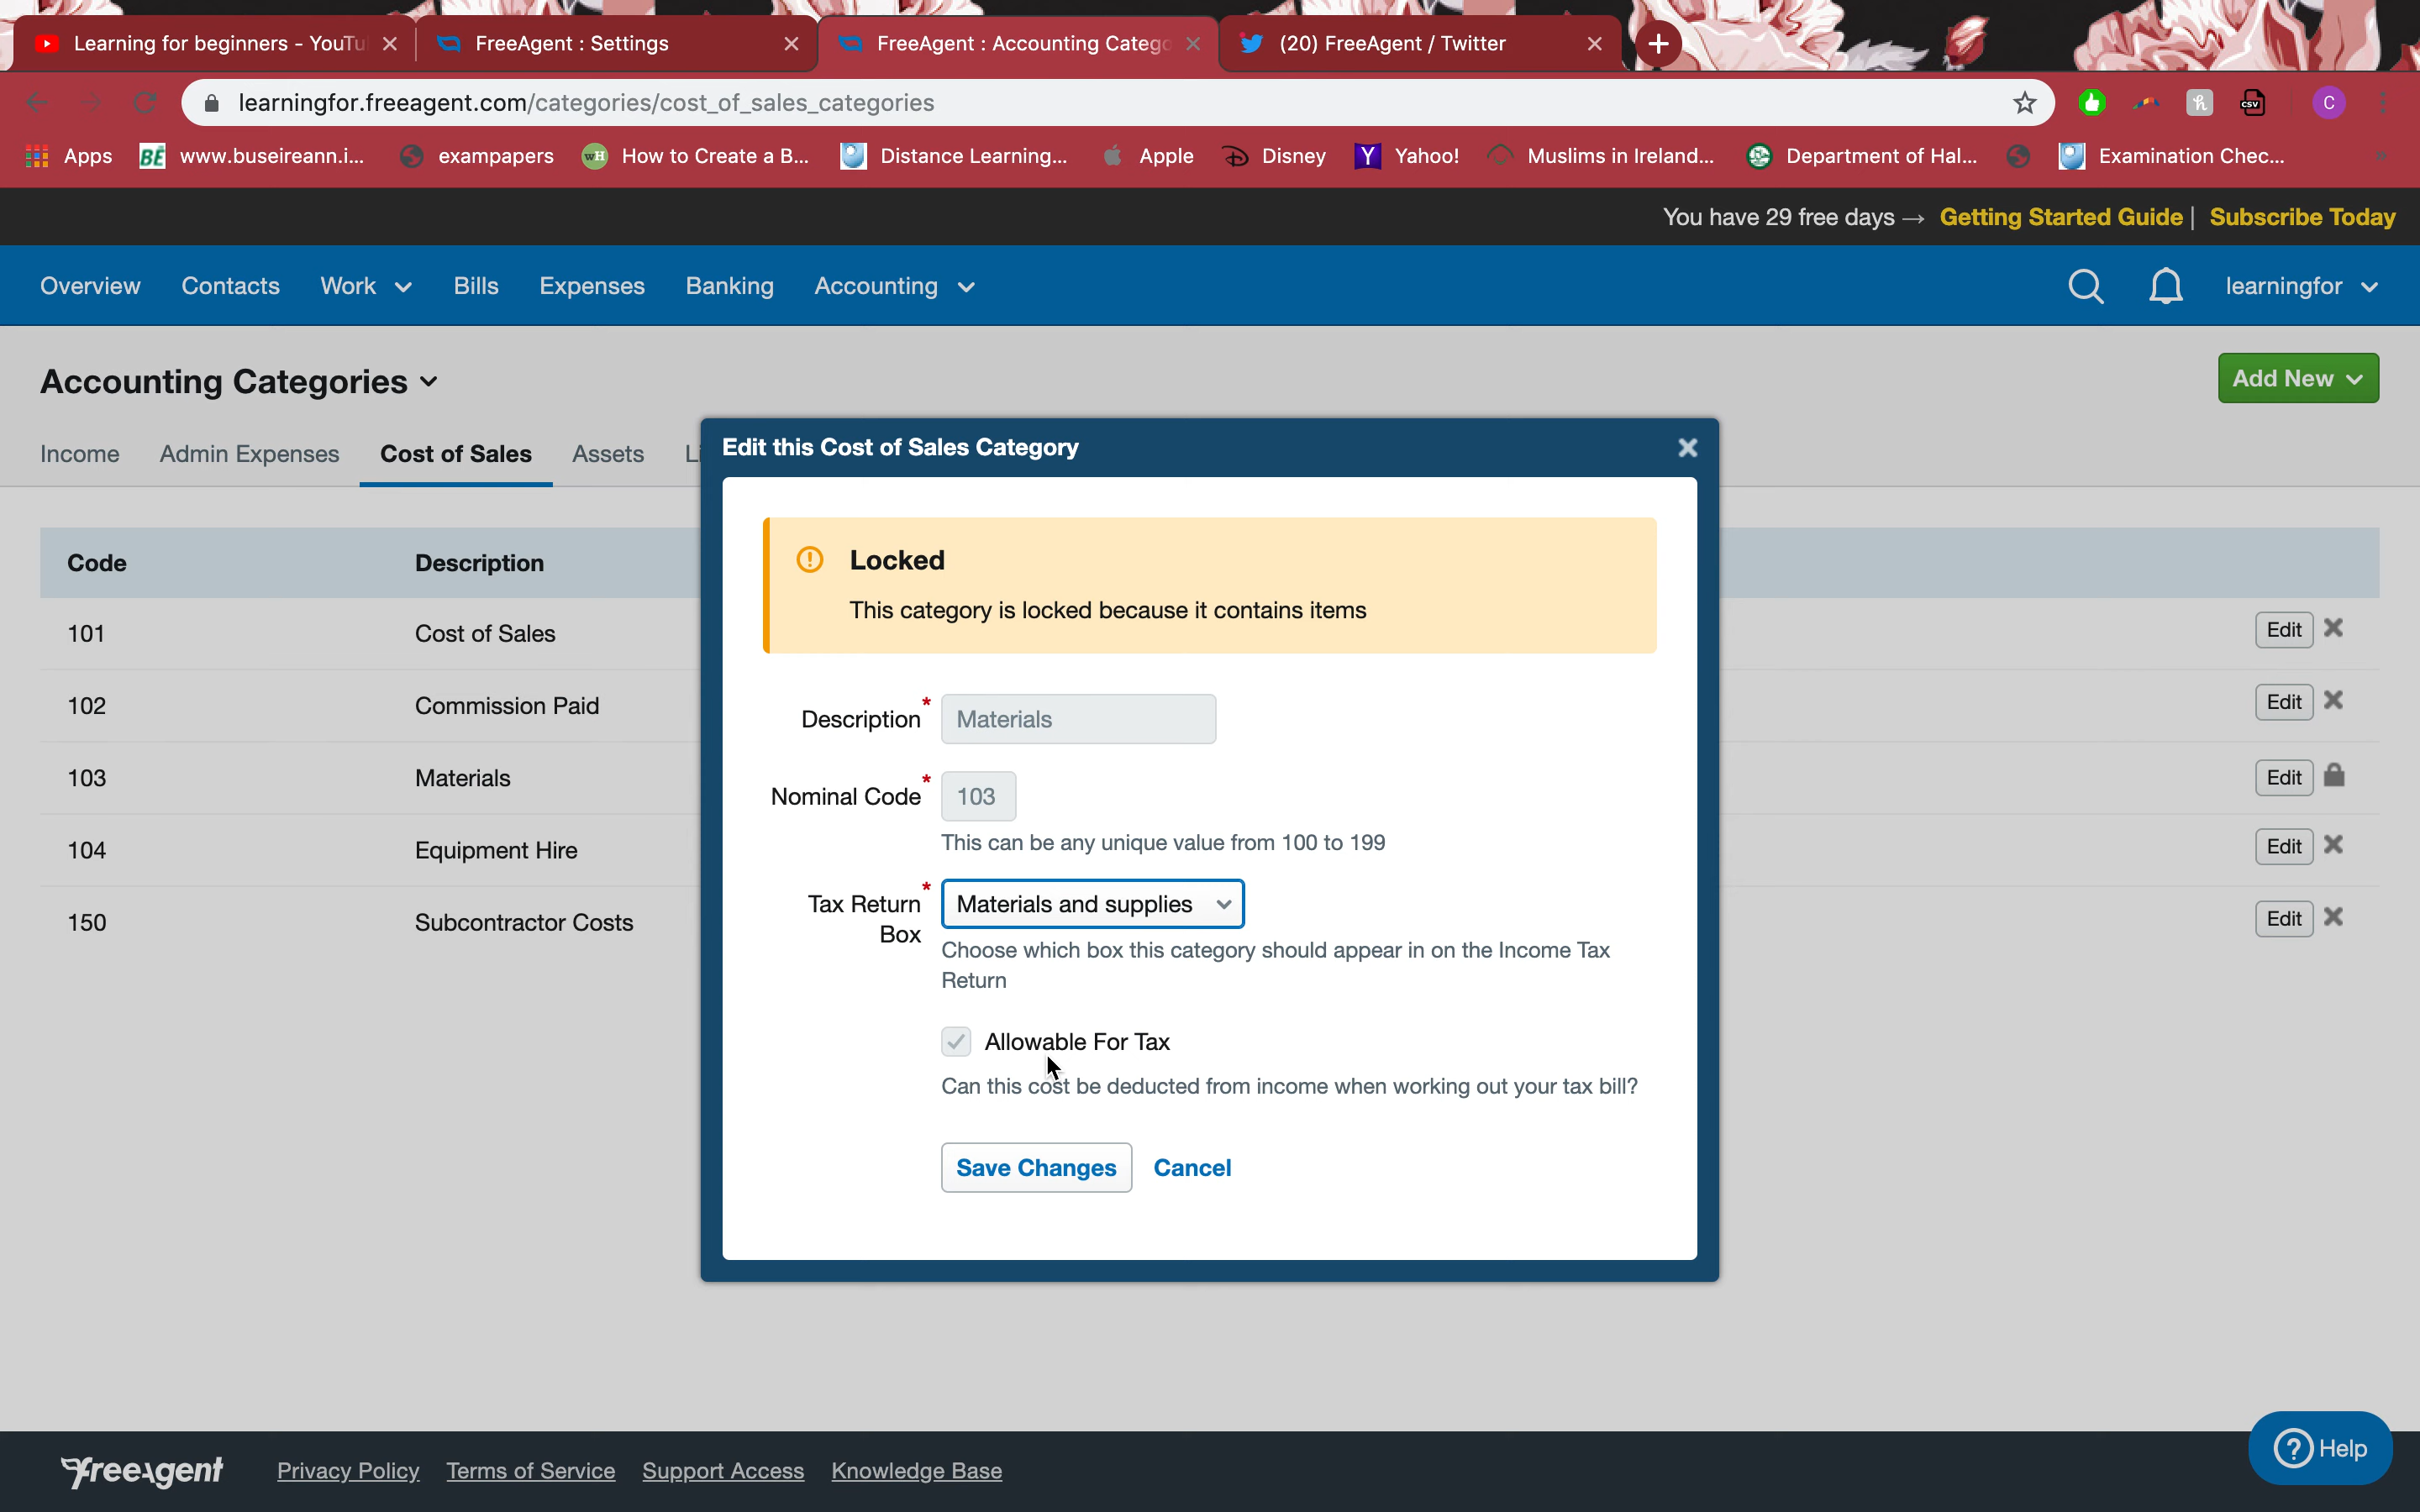 Learning for beginners - YouTu
FreeAgent : Settings
FreeAgent : Accounting Catego
(20) FreeAgent / Twitter
learningfor.freeagent.com/categories/cost_of_sales_categories
CSV
C
Apps
BE www.buseireann.i...
exampapers
wH How to Create a B...
Distance Learning...
Apple
Disney
Y Yahoo!
Muslims in Ireland...
Department of Hal...
Examination Chec...
You have 29 free days → Getting Started Guide | Subscribe Today
Overview Contacts Work Bills Expenses Banking Accounting learningfor
Accounting Categories
Add New
Income Admin Expenses Cost of Sales Assets Li
Code Description
101 Cost of Sales Edit
102 Commission Paid Edit
103 Materials Edit
104 Equipment Hire Edit
150 Subcontractor Costs Edit
Edit this Cost of Sales Category
Locked
This category is locked because it contains items
Description * Materials
Nominal Code * 103
This can be any unique value from 100 to 199
Tax Return * Materials and supplies
Box
Choose which box this category should appear in on the Income Tax
Return
Allowable For Tax
Can this cost be deducted from income when working out your tax bill?
Save Changes Cancel
freeagent Privacy Policy Terms of Service Support Access Knowledge Base
? Help